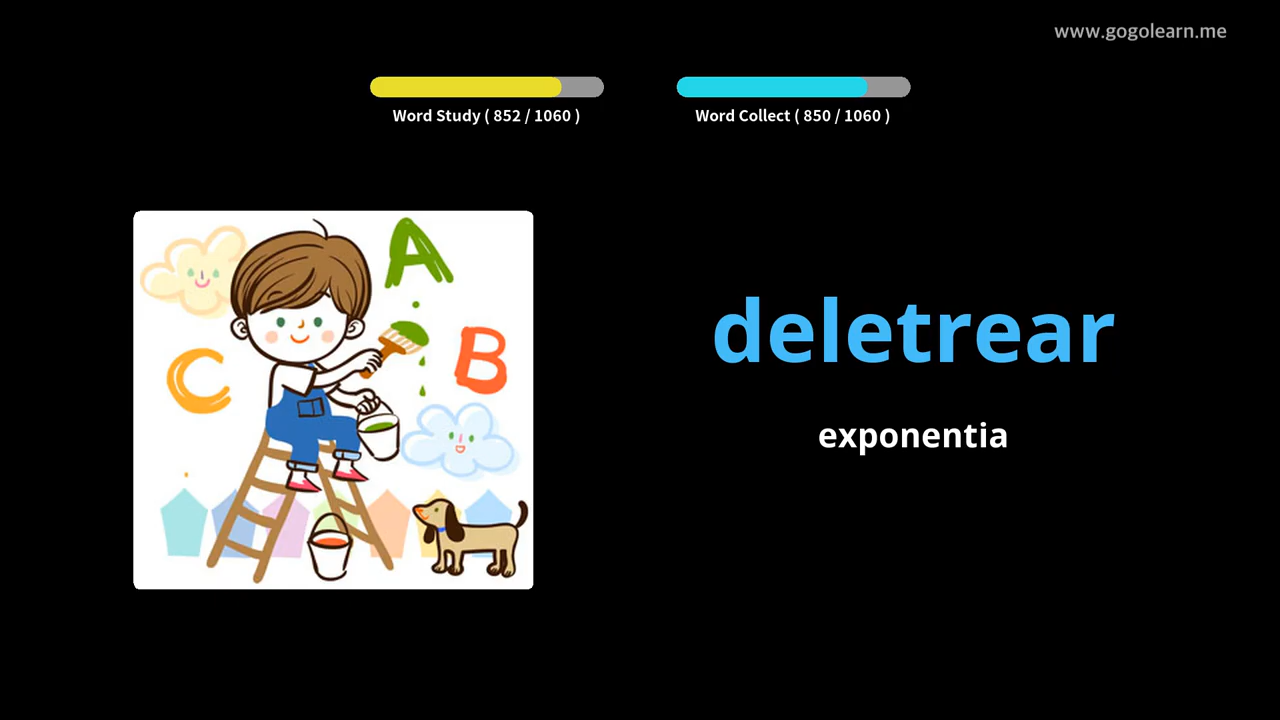 www.gogolearn.me
Word Study ( 852 / 1060 )
Word Collect ( 850 / 1060 )
A
B
C
deletrear
exponentia